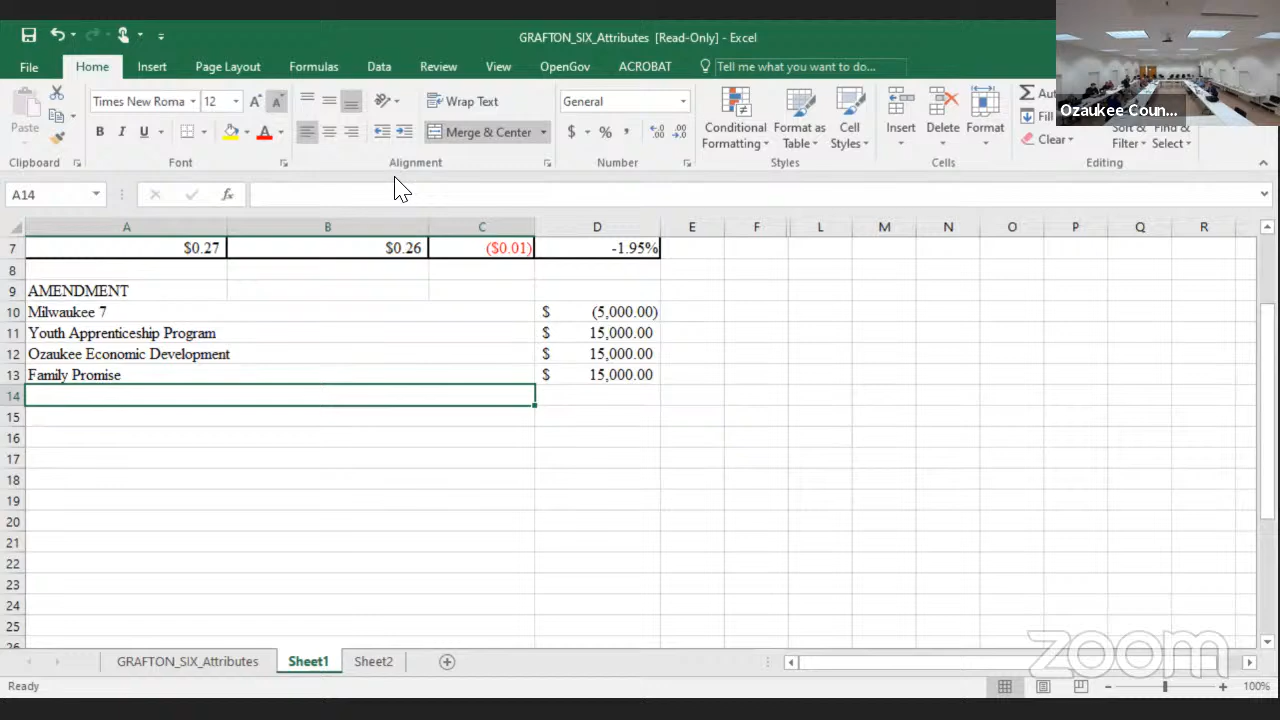 GRAFTON_SIX_Attributes [Read-Only] - Excel
File Home Insert Page Layout Formulas Data Review View OpenGov ACROBAT Tell me what you want to do...
Ozaukee Coun...
Paste
Times New Roma 12
Wrap Text
General
Merge & Center
$ % ,
Conditional Formatting
Format as Table
Cell Styles
Insert Delete Format
Aut
Fill
Clear
Sort & Filter
Find & Select
Clipboard Font Alignment Number Styles Cells Editing
A14 fx
A B C D E F L M N O P Q R
7 $0.27 $0.26 ($0.01) -1.95%
8
9 AMENDMENT
10 Milwaukee 7 $ (5,000.00)
11 Youth Apprenticeship Program $ 15,000.00
12 Ozaukee Economic Development $ 15,000.00
13 Family Promise $ 15,000.00
14
15
16
17
18
19
20
21
22
23
24
25
26
GRAFTON_SIX_Attributes Sheet1 Sheet2
zoom
Ready 100%